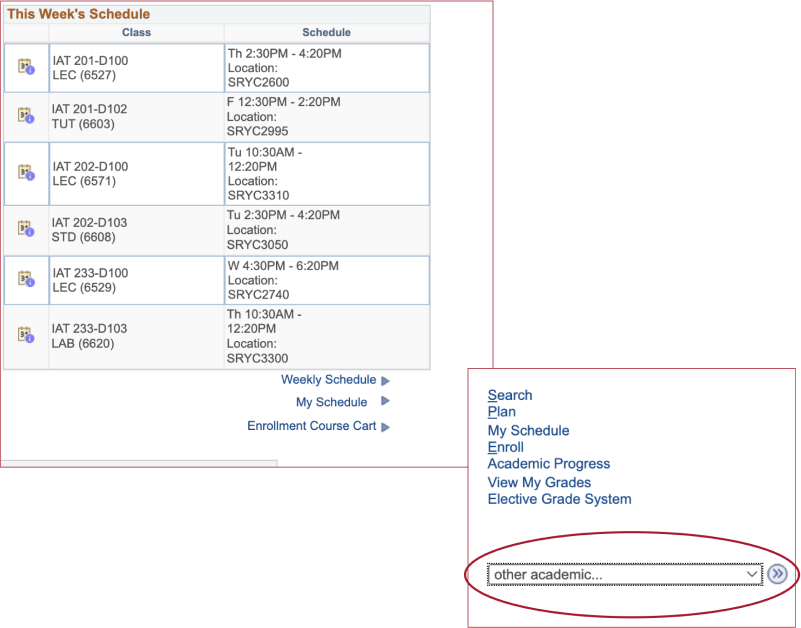 This Week's Schedule
Class Schedule
IAT 201-D100
LEC (6527)
Th 2:30PM - 4:20PM
Location:
SRYC2600
IAT 201-D102
TUT (6603)
F 12:30PM - 2:20PM
Location:
SRYC2995
IAT 202-D100
LEC (6571)
Tu 10:30AM -
12:20PM
Location:
SRYC3310
IAT 202-D103
STD (6608)
Tu 2:30PM - 4:20PM
Location:
SRYC3050
IAT 233-D100
LEC (6529)
W 4:30PM - 6:20PM
Location:
SRYC2740
IAT 233-D103
LAB (6620)
Th 10:30AM -
12:20PM
Location:
SRYC3300
Weekly Schedule
My Schedule
Enrollment Course Cart
Search
Plan
My Schedule
Enroll
Academic Progress
View My Grades
Elective Grade System
other academic...